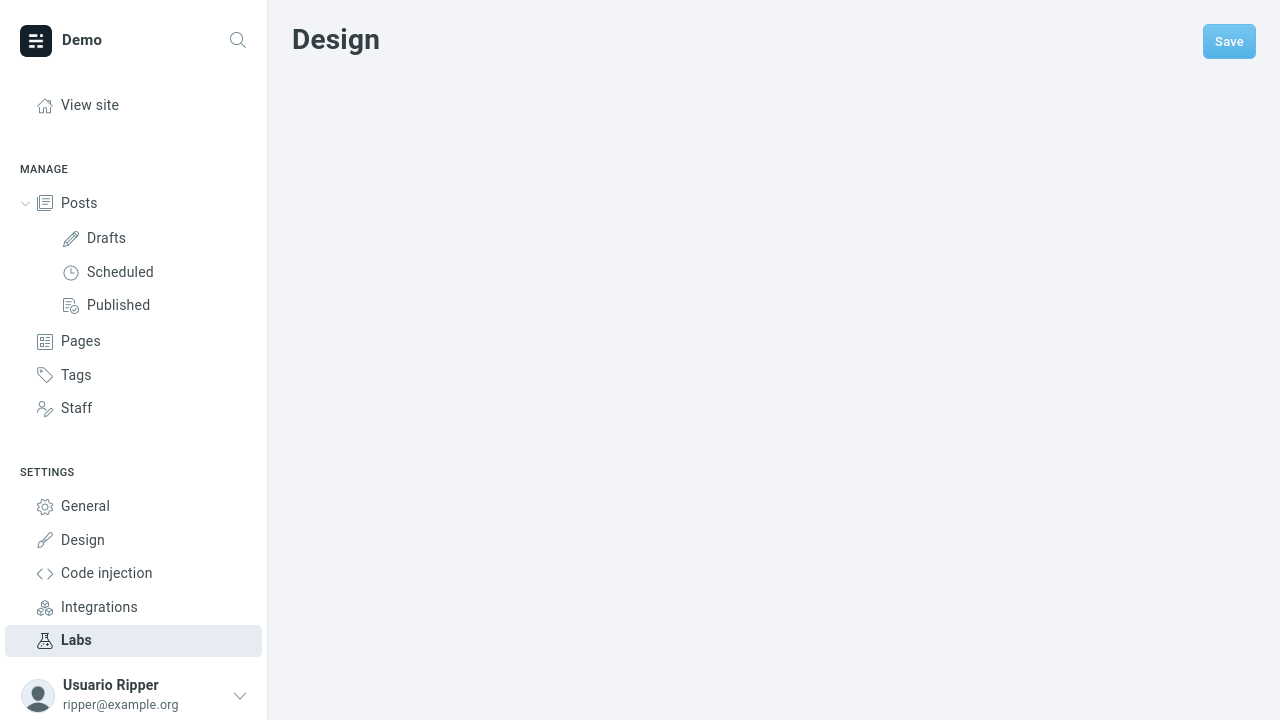 Demo
View site
MANAGE
Posts
Drafts
Scheduled
Published
Pages
Tags
Staff
SETTINGS
General
Design
Code injection
Integrations
Labs
Usuario Ripper
ripper@example.org
Design
Save